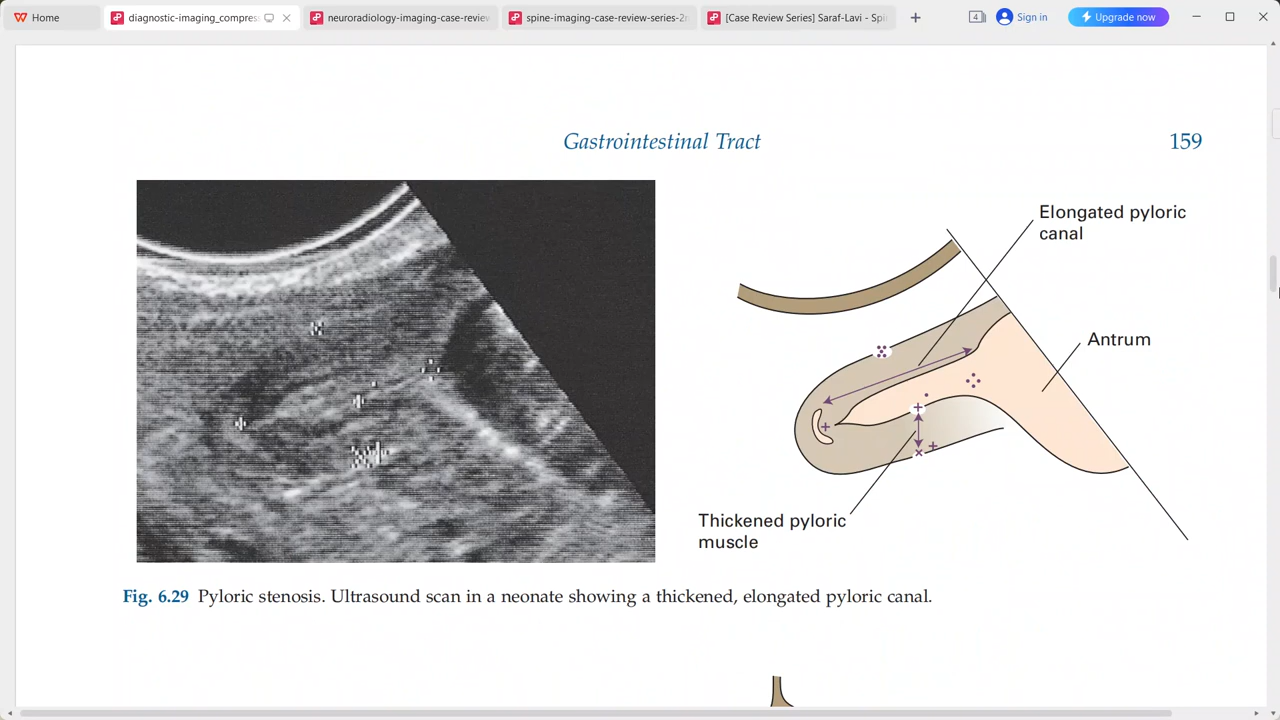 Home
diagnostic-imaging_compres
neuroradiology-imaging-case-review
spine-imaging-case-review-series-2
[Case Review Series] Saraf-Lavi - Spi
4
Sign in
Upgrade now
Gastrointestinal Tract
159
Elongated pyloric
canal
Antrum
Thickened pyloric
muscle
Fig. 6.29 Pyloric stenosis. Ultrasound scan in a neonate showing a thickened, elongated pyloric canal.